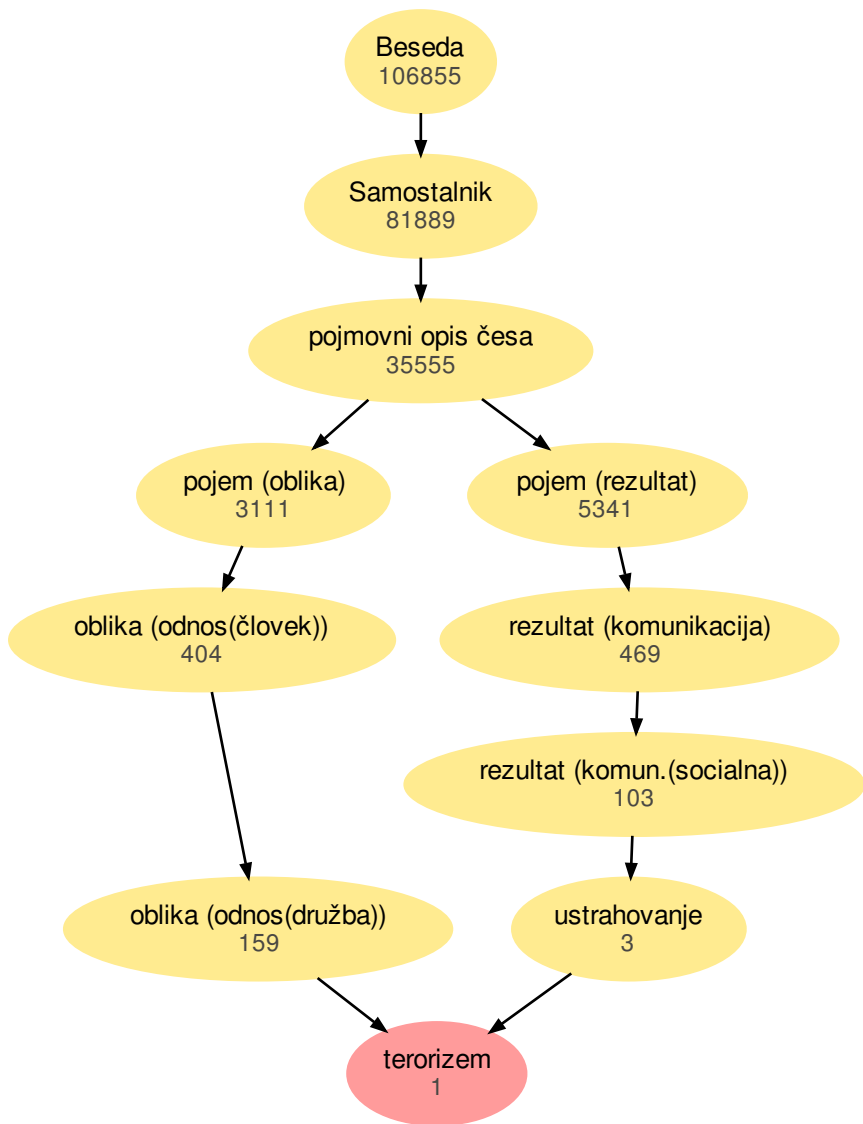 Beseda
106855
Samostalnik
81889
pojmovni opis česa
35555
pojem (oblika)
3111
pojem (rezultat)
5341
oblika (odnos(človek))
404
rezultat (komunikacija)
469
rezultat (komun.(socialna))
103
oblika (odnos(družba))
159
ustrahovanje
3
terorizem
1